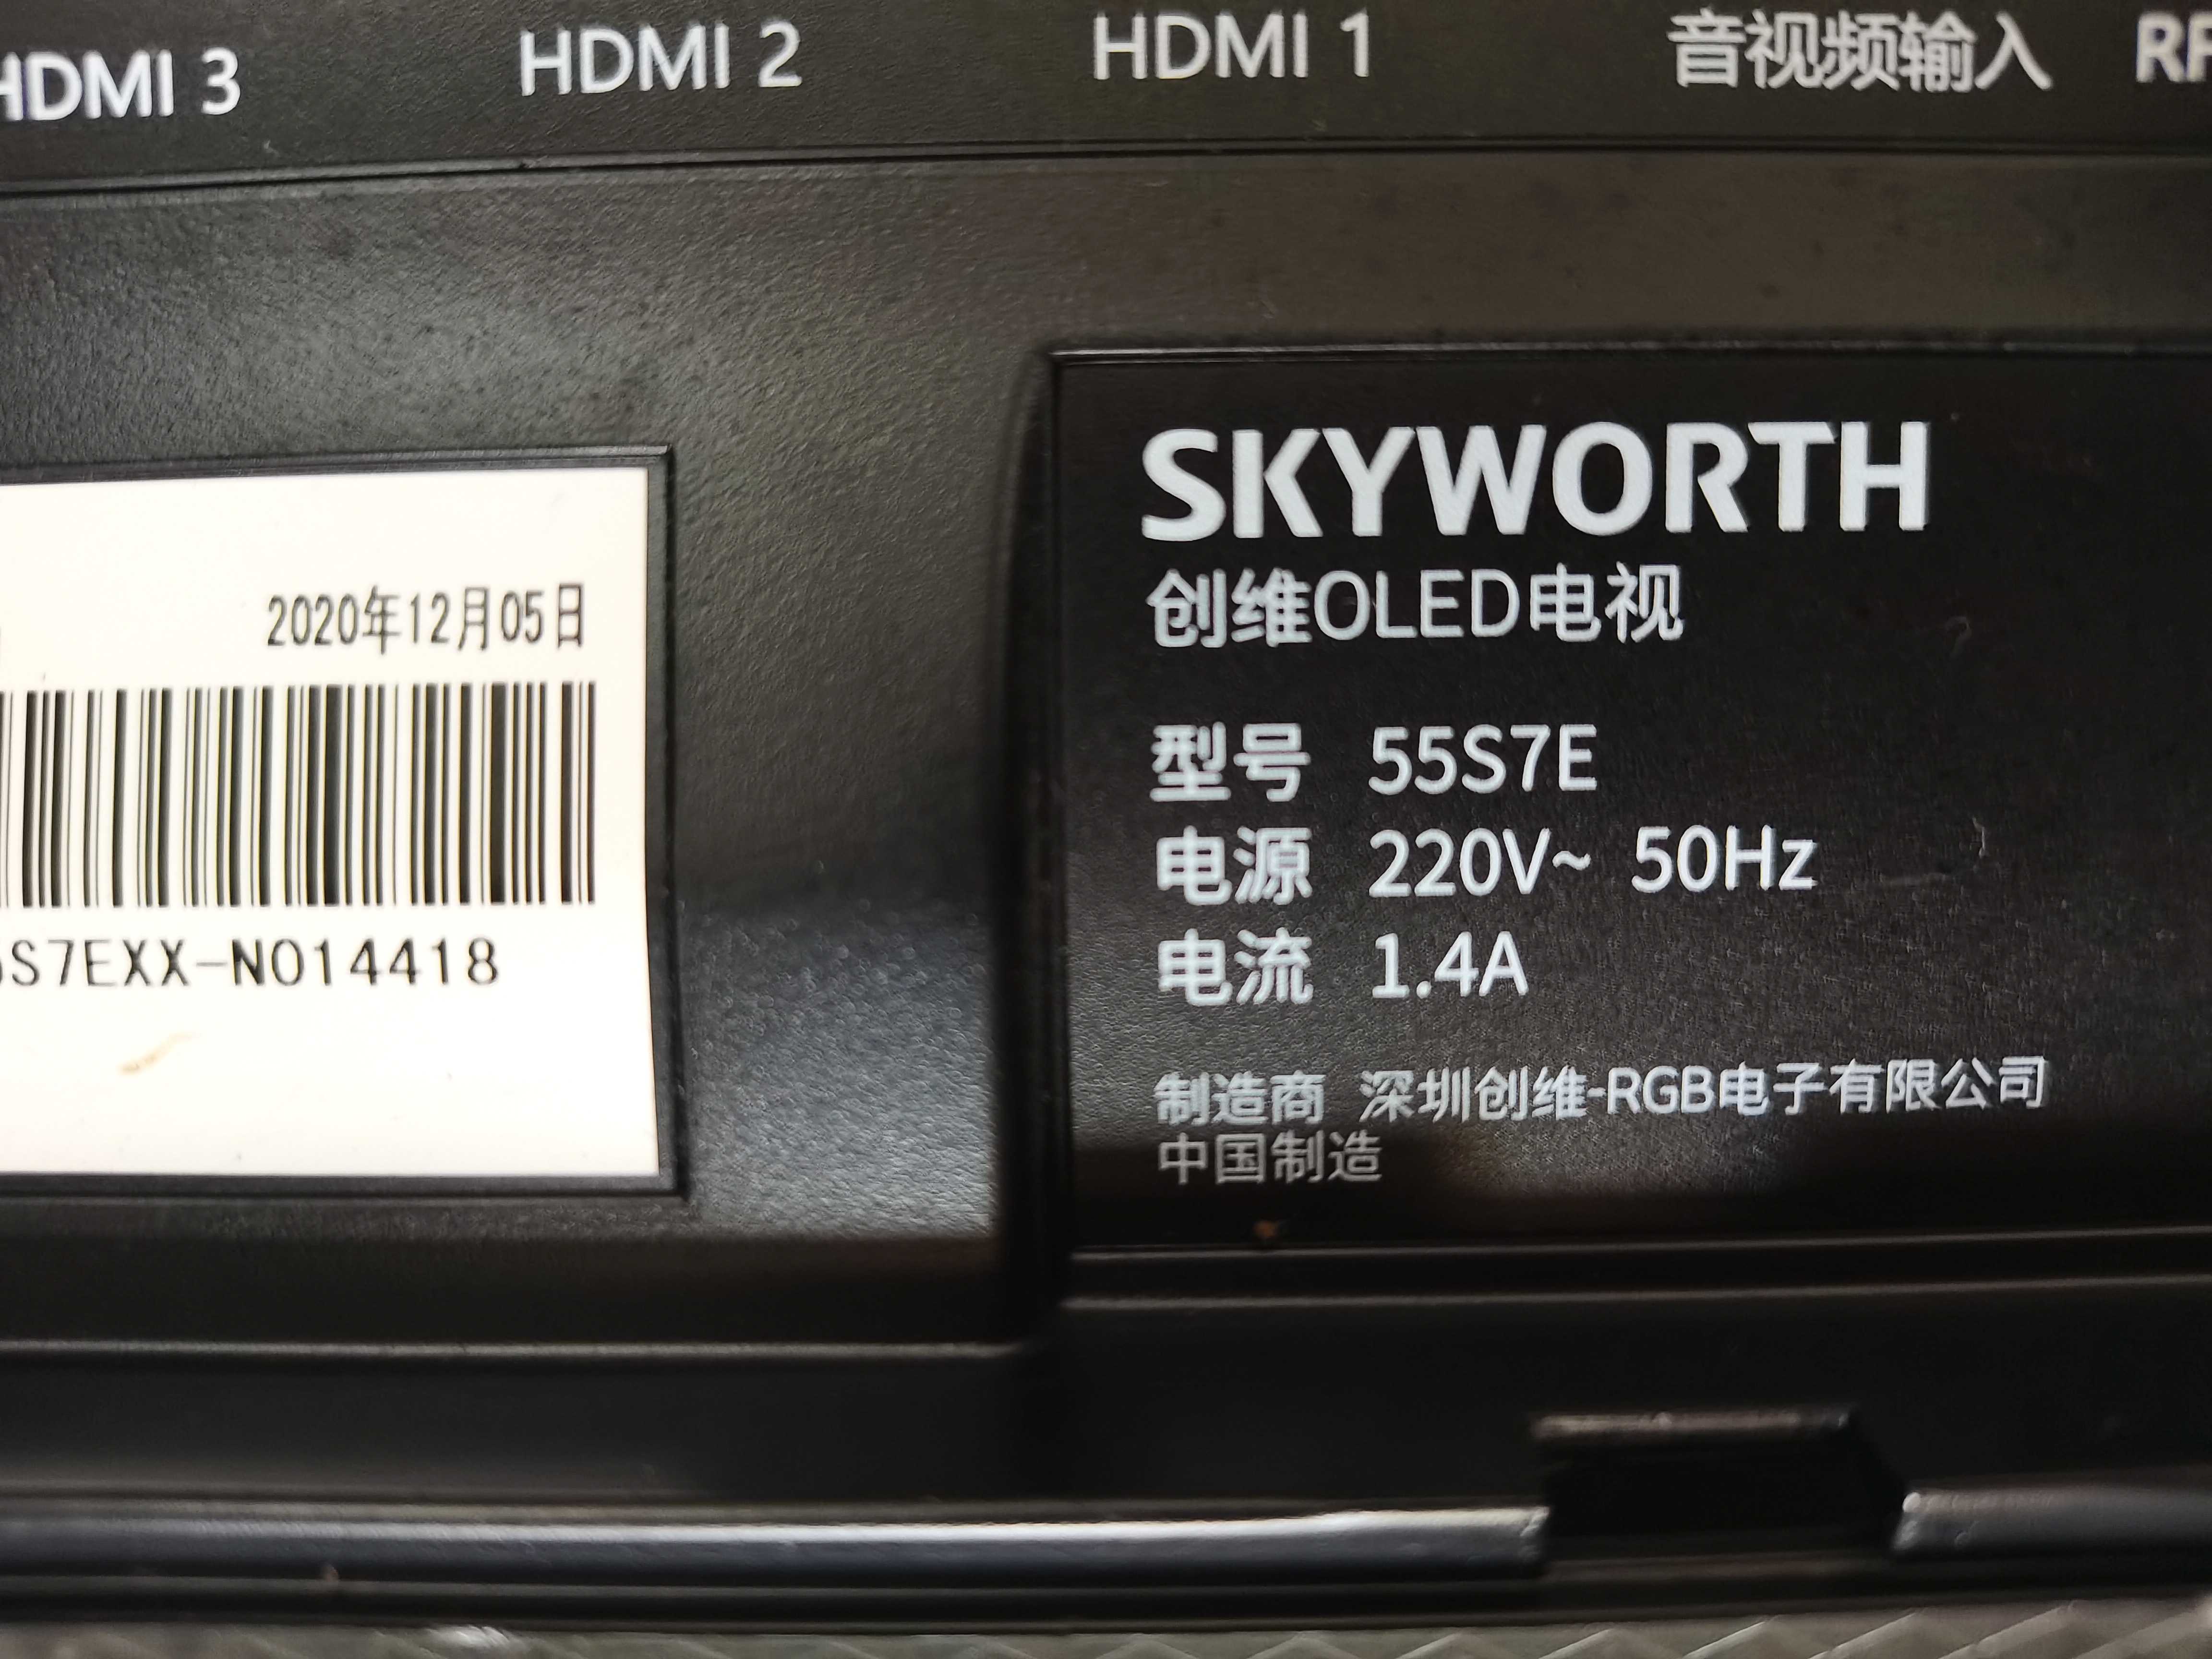 HDMI 3 HDMI 2 HDMI 1 音视频输入 RF
2020年12月05日
S7EXX-N014418
SKYWORTH
创维OLED电视
型号 55S7E
电源 220V~ 50Hz
电流 1.4A
制造商 深圳创维-RGB电子有限公司
中国制造